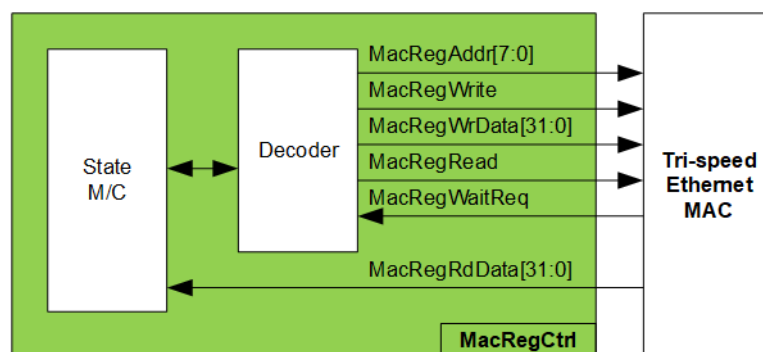 State
M/C
Decoder
MacRegAddr[7:0]
MacRegWrite
MacRegWrData[31:0]
MacRegRead
MacRegWaitReq
MacRegRdData[31:0]
MacRegCtrl
Tri-speed
Ethernet
MAC